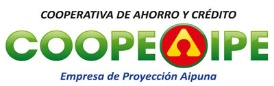 COOPERATIVA DE AHORRO Y CRÉDITO
COOPEAIPE
Empresa de Proyección Aipuna